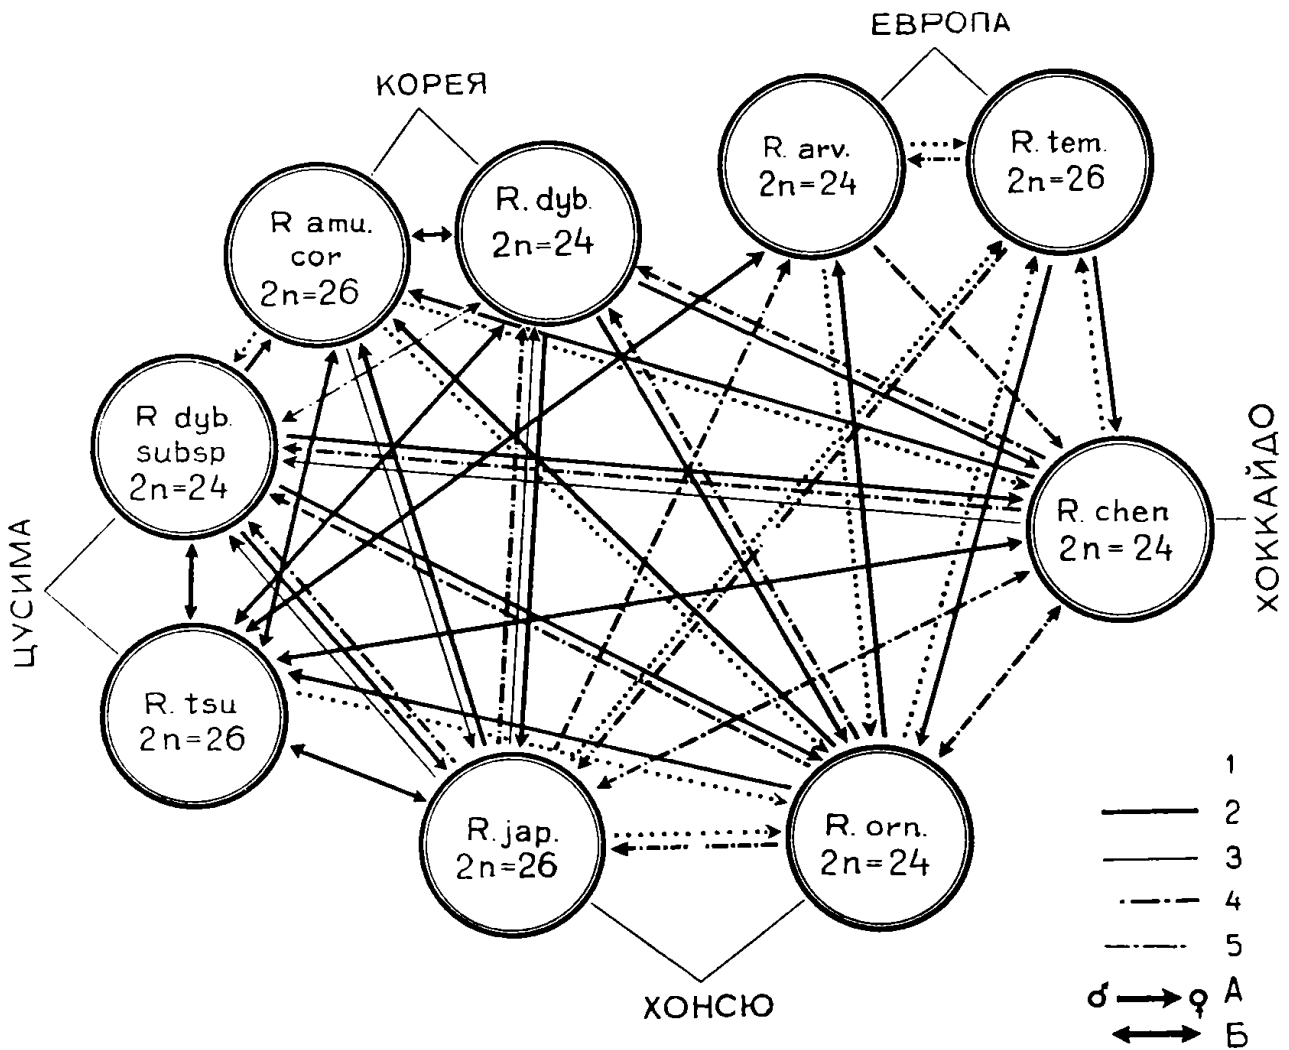 ЕВРОПА
КОРЕЯ
R. arv.
2n=24
R. tem.
2n=26
R. dyb.
2n=24
R amu.
cor
2n=26
R dyb.
subsp
2n=24
R. chen
2n=24
ХОККАЙДО
ЦУСИМА
R. tsu
2n=26
R. jap.
2n=26
R. orn.
2n=24
ХОНСЮ
1
2
3
4
5
♂ ♀ А
Б